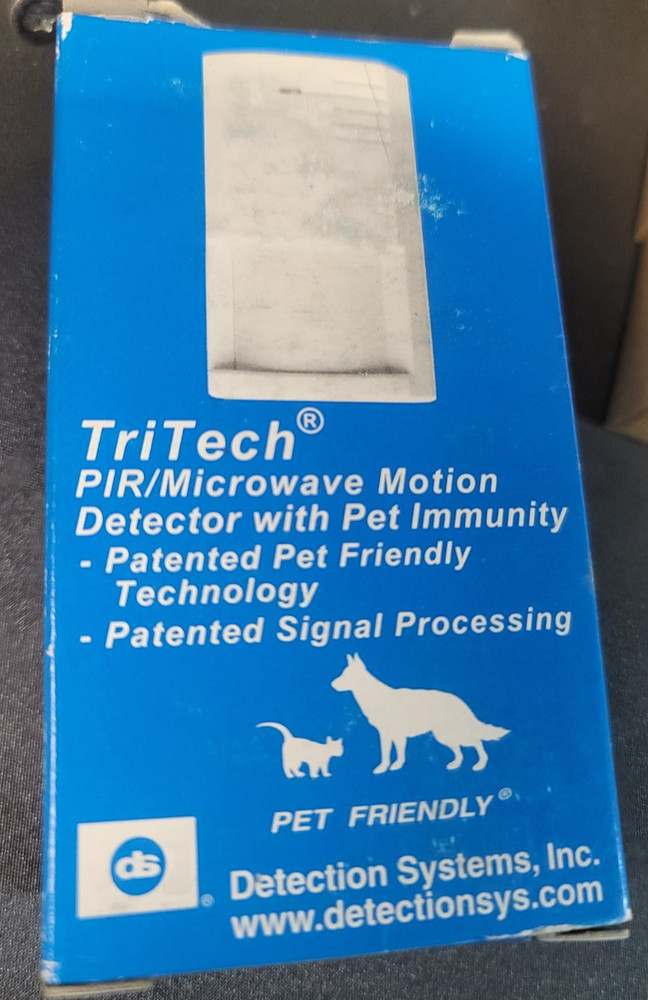 TriTech®
PIR/Microwave Motion
Detector with Pet Immunity
- Patented Pet Friendly
Technology
- Patented Signal Processing
PET FRIENDLY®
ds®
Detection Systems, Inc.
www.detectionsys.com